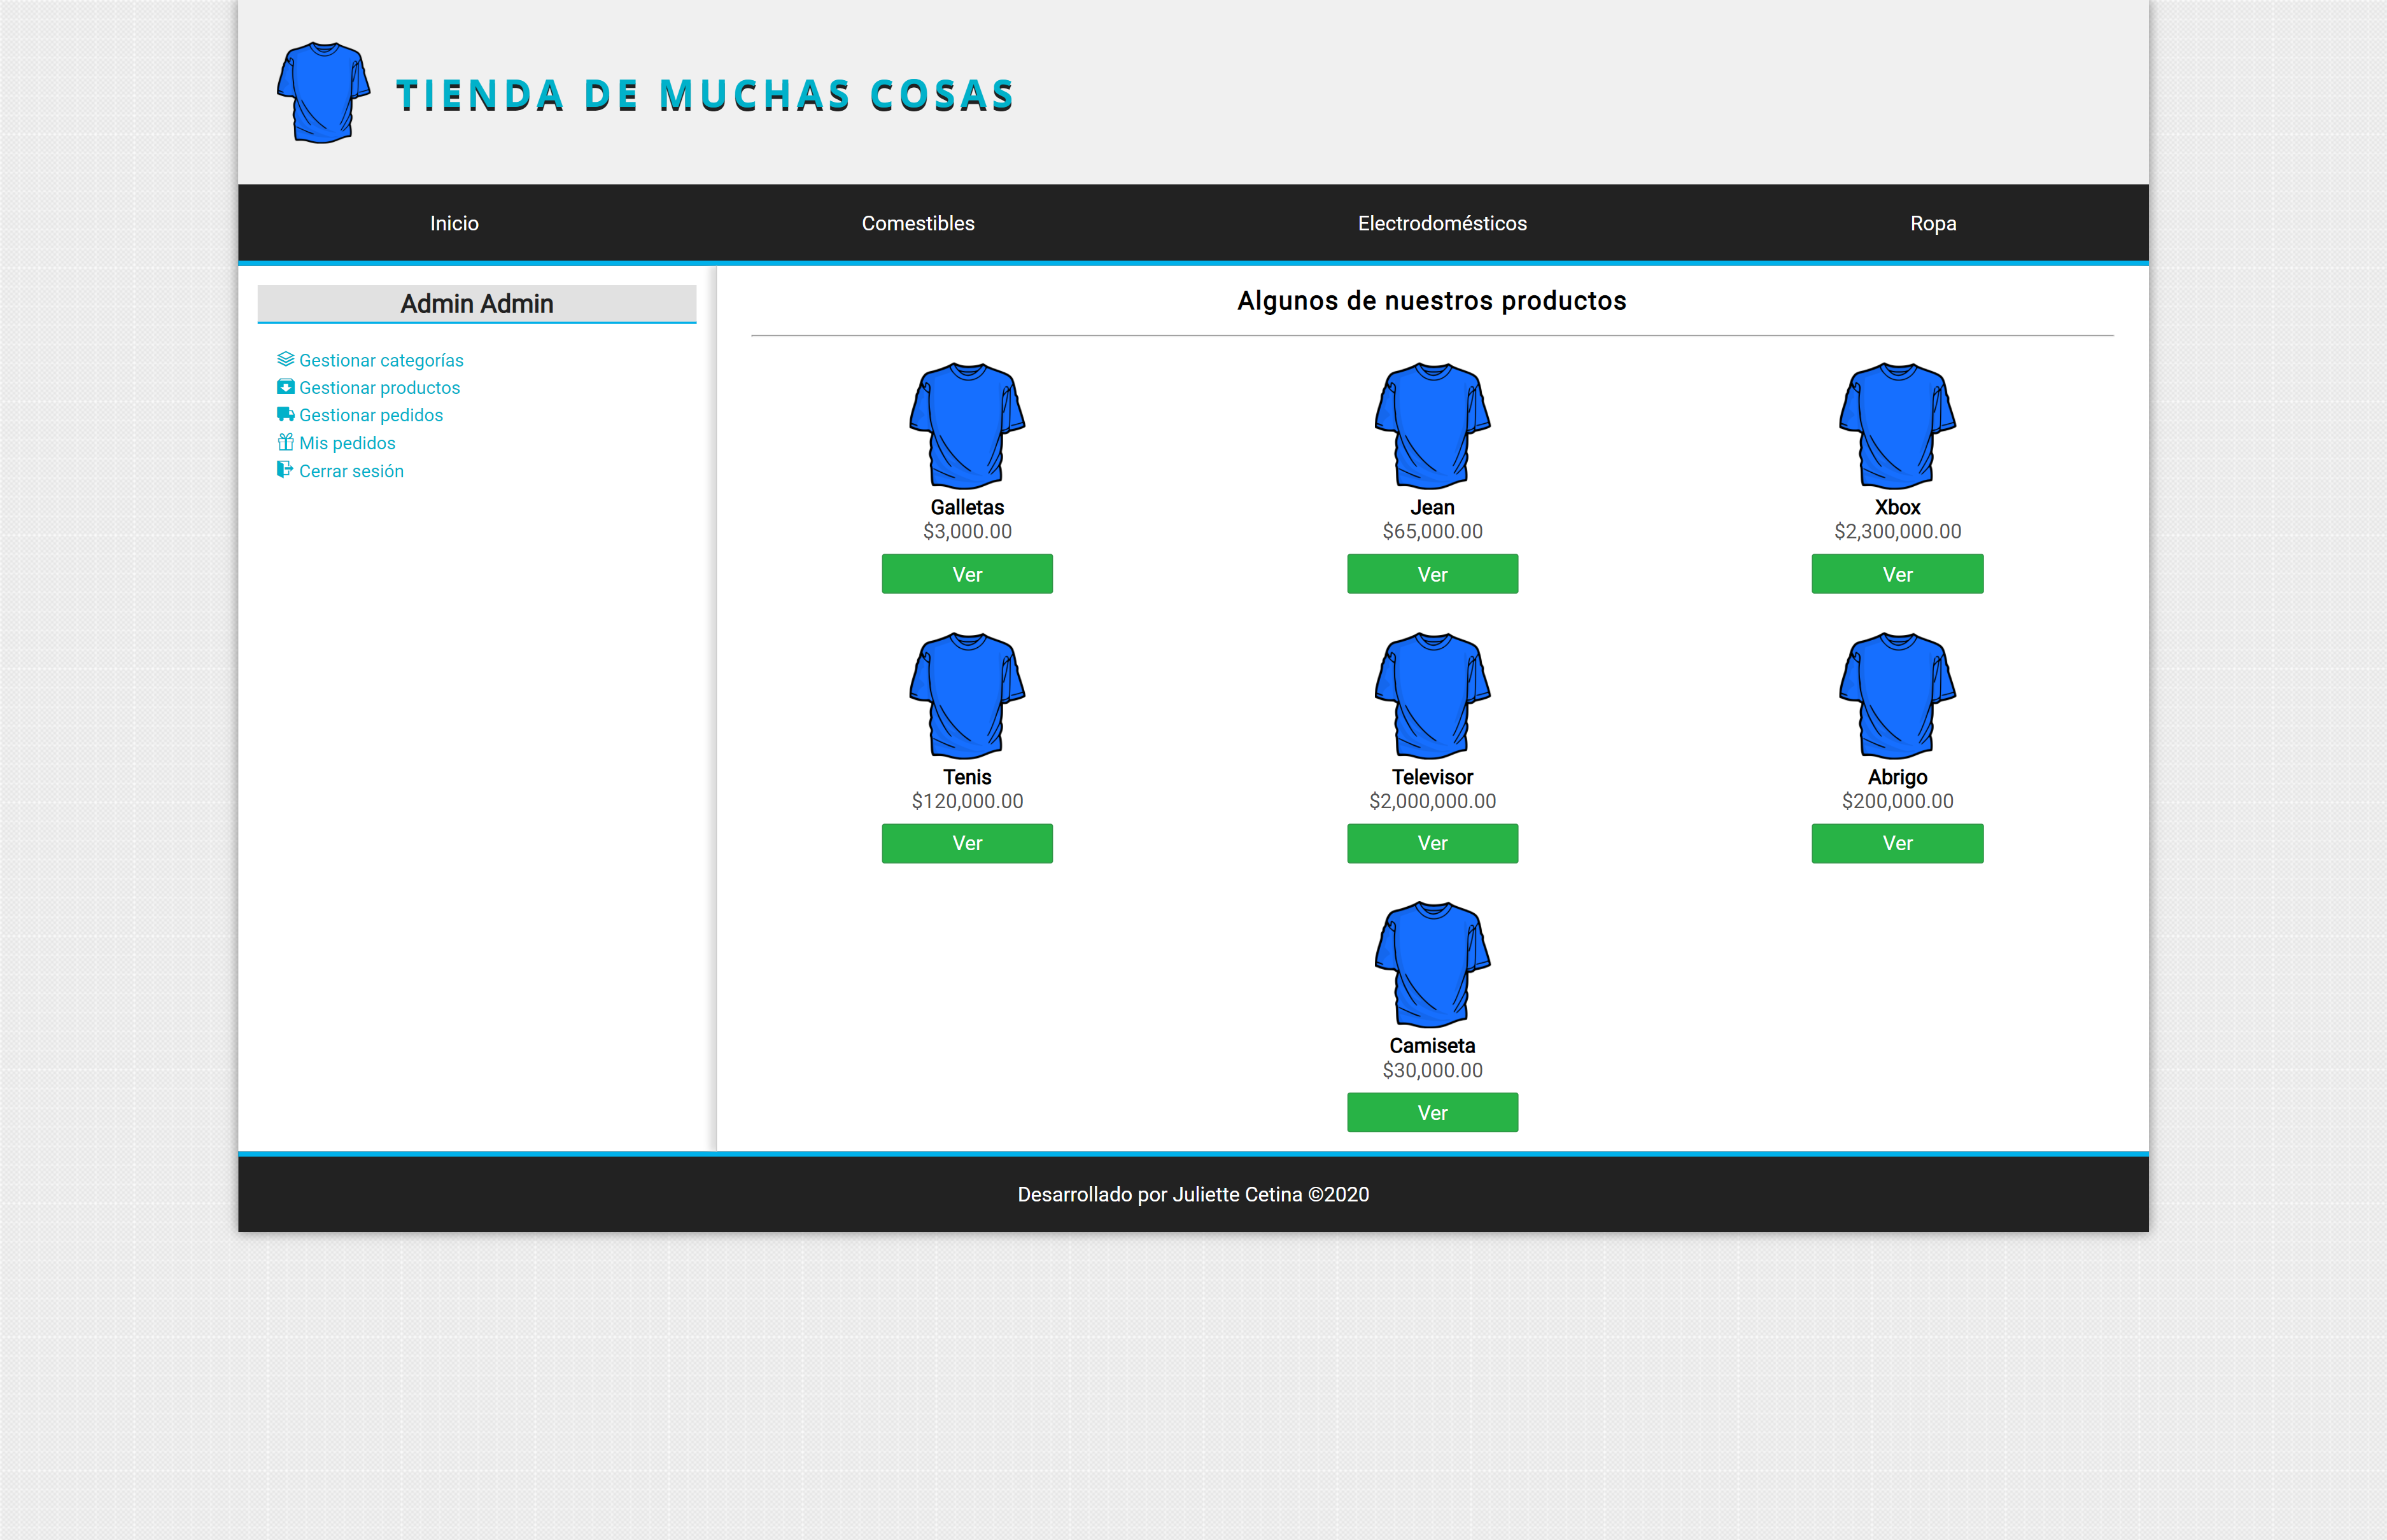 TIENDA DE MUCHAS COSAS
Inicio
Comestibles
Electrodomésticos
Ropa
Admin Admin
Gestionar categorías
Gestionar productos
Gestionar pedidos
Mis pedidos
Cerrar sesión
Algunos de nuestros productos
Galletas
$3,000.00
Ver
Jean
$65,000.00
Ver
Xbox
$2,300,000.00
Ver
Tenis
$120,000.00
Ver
Televisor
$2,000,000.00
Ver
Abrigo
$200,000.00
Ver
Camiseta
$30,000.00
Ver
Desarrollado por Juliette Cetina ©2020